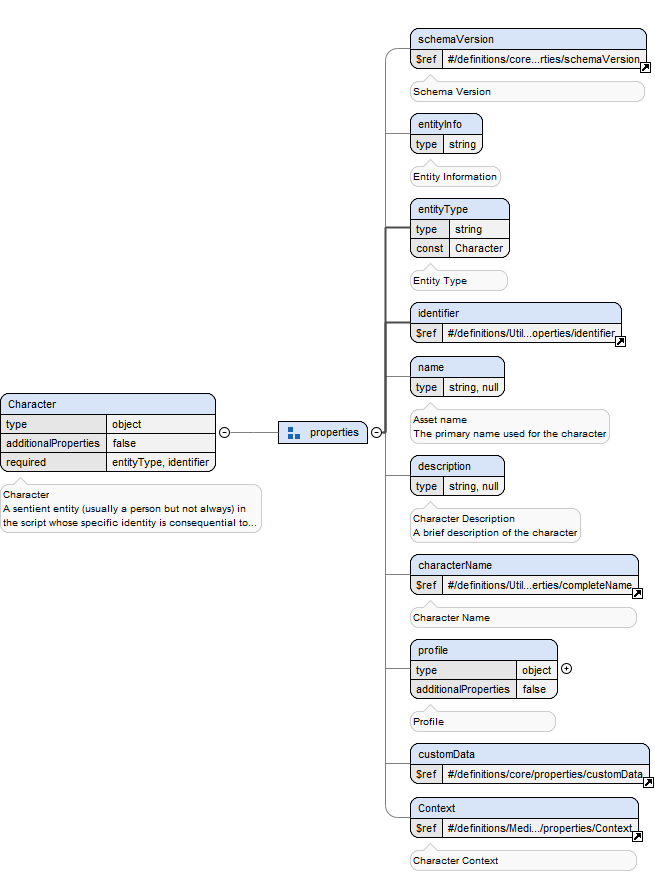 schemaVersion
$ref #/definitions/core...rties/schemaVersion
Schema Version
entityInfo
type string
Entity Information
entityType
type string
const Character
Entity Type
identifier
$ref #/definitions/Util...operties/identifier
name
type string, null
Asset name
The primary name used for the character
Character
type object
additionalProperties false
required entityType, identifier
Character
A sentient entity (usually a person but not always) in
the script whose specific identity is consequential to...
properties
description
type string, null
Character Description
A brief description of the character
characterName
$ref #/definitions/Util...erties/completeName
Character Name
profile
type object
additionalProperties false
Profile
customData
$ref #/definitions/core/properties/customData
Context
$ref #/definitions/Medi.../properties/Context
Character Context